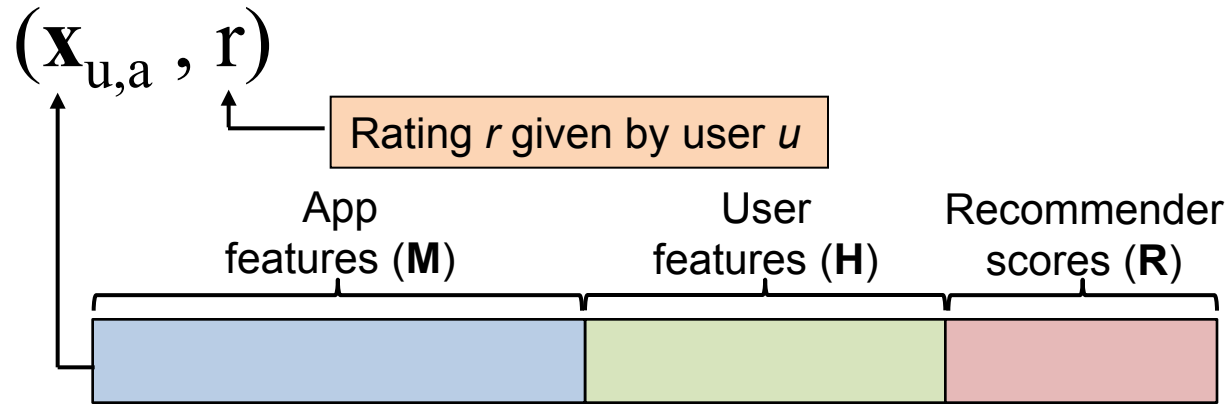 (x_u,a , r)
Rating r given by user u
App
features (M)
User
features (H)
Recommender
scores (R)